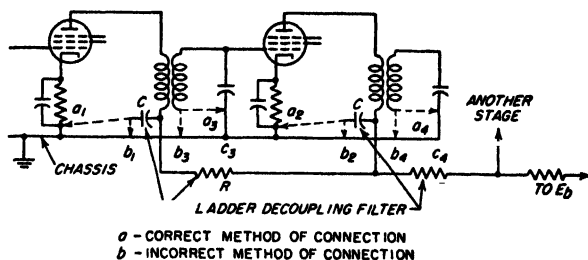 C
a1
a3
C
a2
a4
b1
b3
c3
b2
b4
c4
ANOTHER
STAGE
CHASSIS
R
TO Eb
LADDER DECOUPLING FILTER
a - CORRECT METHOD OF CONNECTION
b - INCORRECT METHOD OF CONNECTION